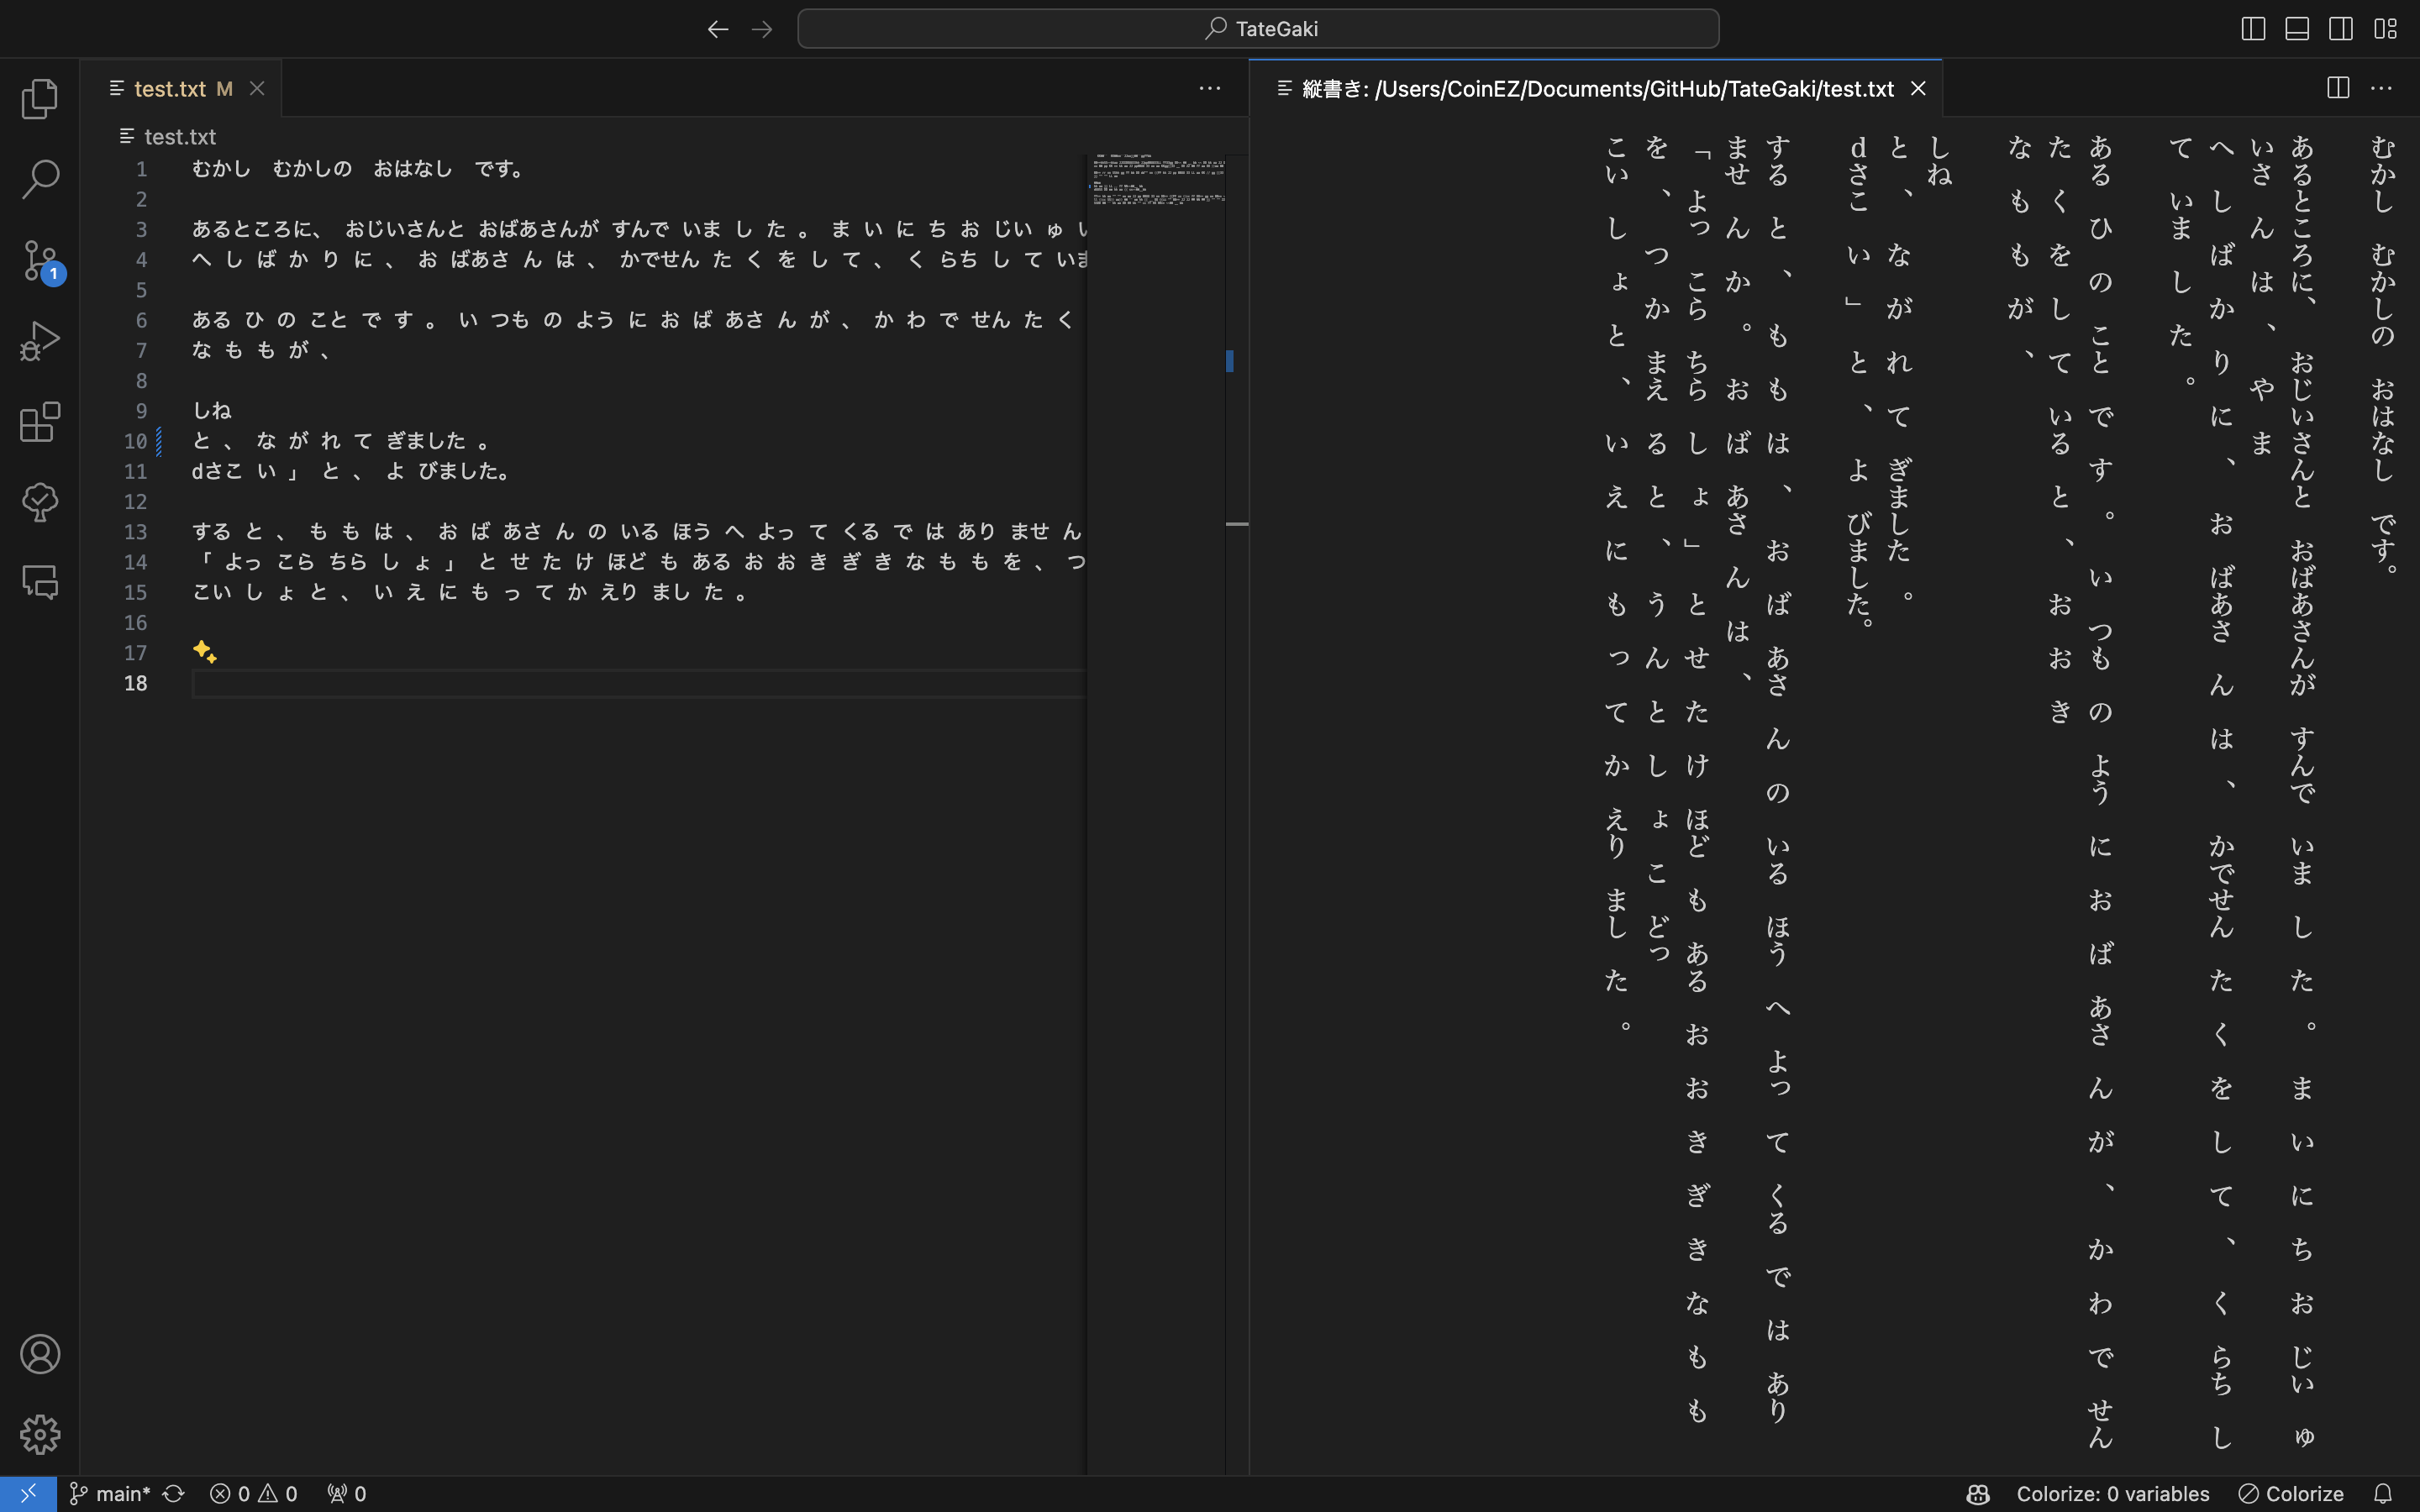 TateGaki
test.txt M
test.txt
1 むかし　むかしの　おはなし　です。
2
3 あるところに、 おじいさんと おばあさんが すんで いま し た 。 ま い に ち お じい ゅ い
4 へ し ば か り に 、 お ばあさ ん は 、 かでせん た く を し て 、 く らち し て いま
5
6 ある ひ の こと で す 。 い つも の よう に お ば あさ ん が 、 か わ で せん た く
7 な も も が 、
8
9 しね
10 と 、 な が れ て ぎました 。
11 dさこ い 」 と 、 よ びました。
12
13 する と 、 も も は 、 お ば あさ ん の いる ほう へ よっ て くる で は あり ませ ん
14 「 よっ こら ちら し ょ 」 と せ た け ほど も ある お お き ぎ き な も も を 、 つ
15 こい し ょ と 、 い え に も っ て か えり まし た 。
16
17
18
縦書き: /Users/CoinEZ/Documents/GitHub/TateGaki/test.txt
むかし　むかしの　おはなし　です。
あるところに、 おじいさんと おばあさんが すんで いま し た 。 ま い に ち お じい ゅ
いさ ん は 、 や ま
へ し ば か り に 、 お ばあさ ん は 、 かでせん た く を し て 、 く らち し
て いま し た 。
ある ひ の こと で す 。 い つも の よう に お ば あさ ん が 、 か わ で せん
た く を し て いる と 、 お お き
な も も が 、
しね
と 、 な が れ て ぎました 。
dさこ い 」 と 、 よ びました。
する と 、 も も は 、 お ば あさ ん の いる ほう へ よっ て くる で は あり
ませ ん か 。 お ば あさ ん は 、
「 よっ こら ちら し ょ 」 と せ た け ほど も ある お お き ぎ き な も も
を 、 つ か まえ る と 、 うん と し ょ こ どっ
こい し ょ と 、 い え に も っ て か えり まし た 。
1
main* 0 0 0
Colorize: 0 variables Colorize